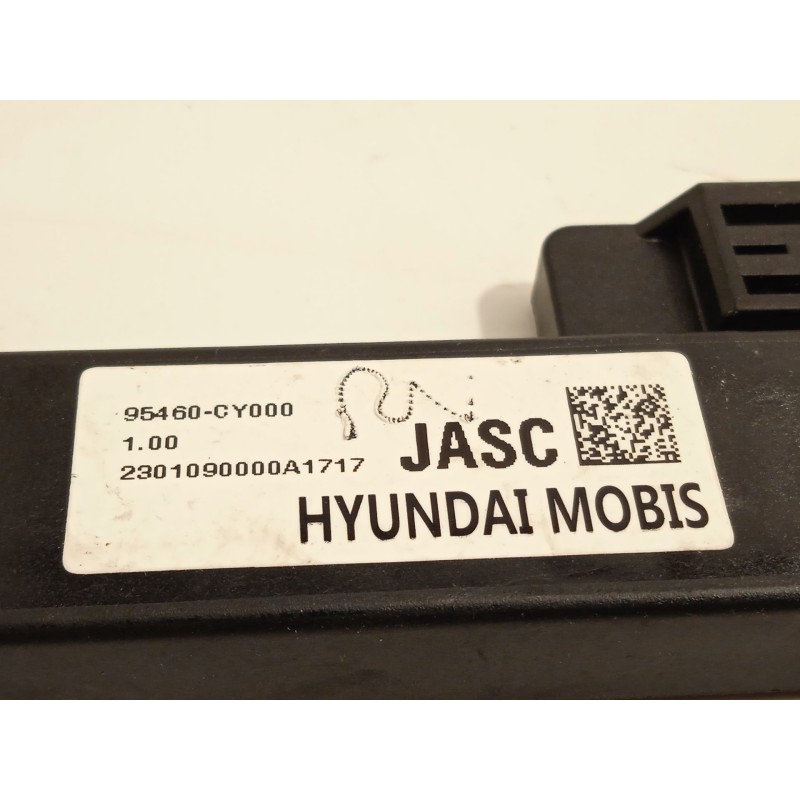 95460-CY000
1.00
2301090000A1717
JASC
HYUNDAI MOBIS